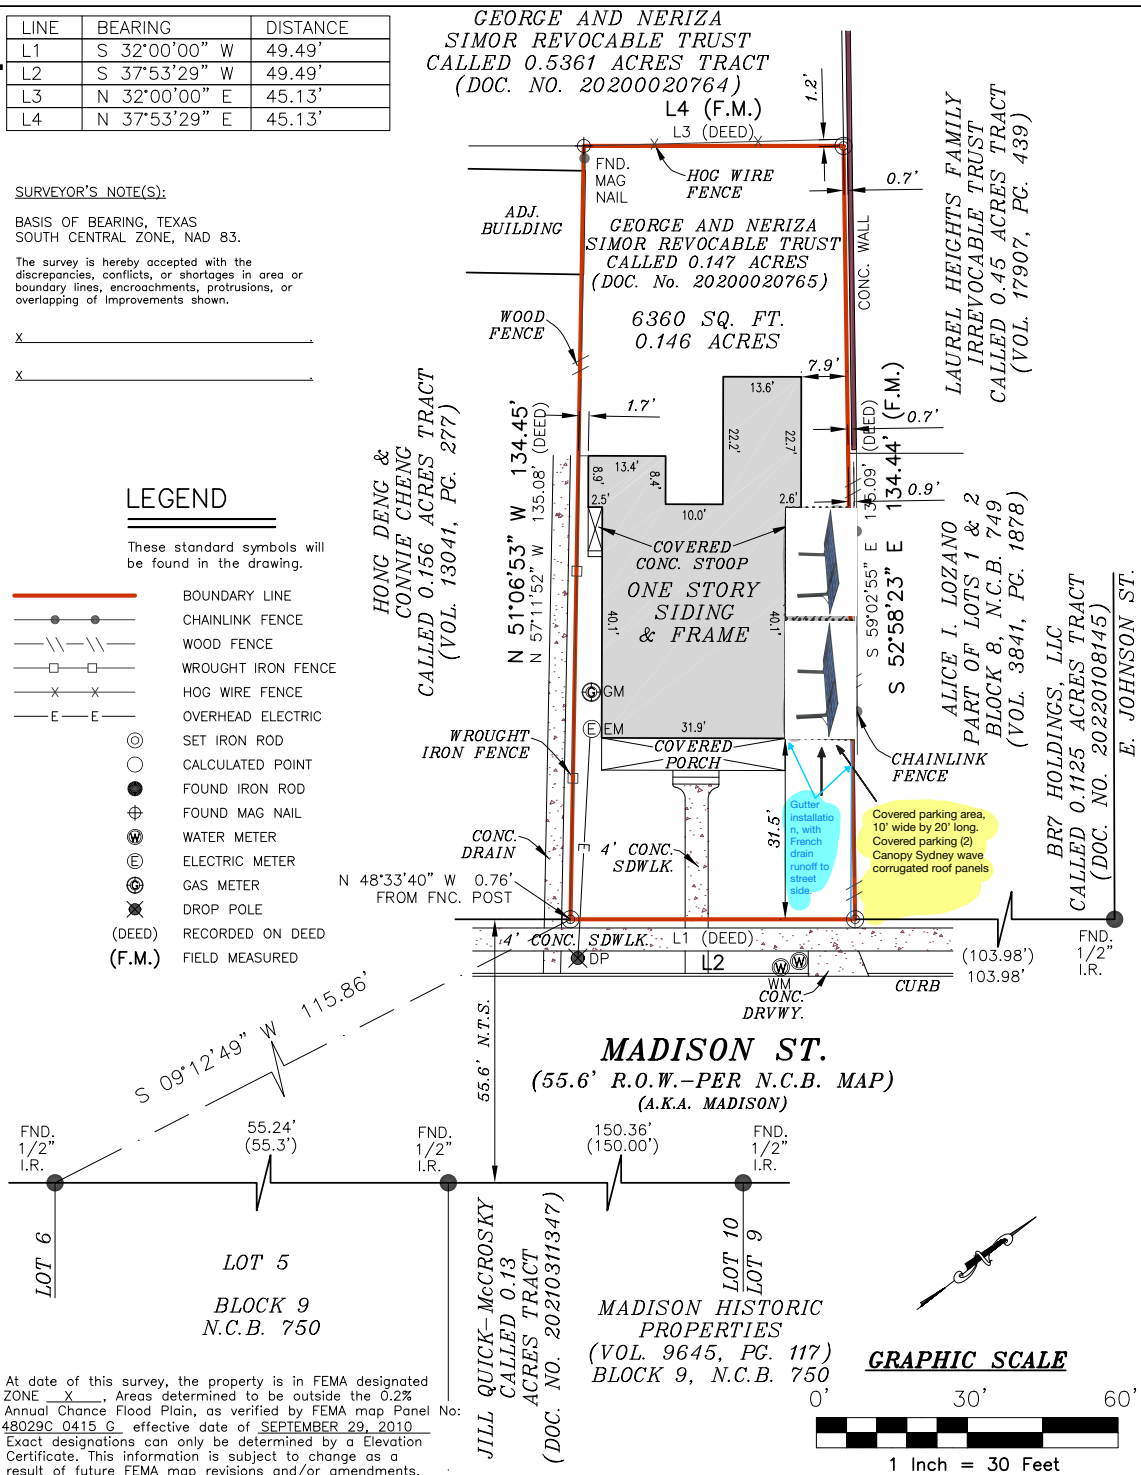 LINE BEARING DISTANCE
L1 S 32°00'00" W 49.49'
L2 S 37°53'29" W 49.49'
L3 N 32°00'00" E 45.13'
L4 N 37°53'29" E 45.13'
GEORGE AND NERIZA
SIMOR REVOCABLE TRUST
CALLED 0.5361 ACRES TRACT
(DOC. NO. 20200020764)
L4 (F.M.)
L3 (DEED)
1.2'
SURVEYOR'S NOTE(S):
BASIS OF BEARING, TEXAS
SOUTH CENTRAL ZONE, NAD 83.
The survey is hereby accepted with the
discrepancies, conflicts, or shortages in area or
boundary lines, encroachments, protrusions, or
overlapping of Improvements shown.
X
X
FND.
MAG
NAIL
HOG WIRE
FENCE
0.7'
ADJ.
BUILDING
GEORGE AND NERIZA
SIMOR REVOCABLE TRUST
CALLED 0.147 ACRES
(DOC. No. 20200020765)
6360 SQ. FT.
0.146 ACRES
CONC. WALL
LAUREL HEIGHTS FAMILY
IRREVOCABLE TRUST
CALLED 0.45 ACRES TRACT
(VOL. 17907, PG. 439)
WOOD
FENCE
7.9'
1.7'
0.7'
0.9'
HONG DENG &
CONNIE CHENG
CALLED 0.156 ACRES TRACT
(VOL. 13041, PG. 277)
N 51°06'53" W 134.45'
N 57°11'52" W 135.08' (DEED)
13.6'
22.2'
22.7'
13.4'
8.9'
8.4'
2.5'
10.0'
2.6'
COVERED
CONC. STOOP
ONE STORY
SIDING
& FRAME
40.1'
40.1'
31.9'
COVERED
PORCH
S 59°02'55" E 135.09' (DEED)
S 52°58'23" E 134.44' (F.M.)
ALICE I. LOZANO
PART OF LOTS 1 & 2
BLOCK 8, N.C.B. 749
(VOL. 3841, PG. 1878)
BR7 HOLDINGS, LLC
CALLED 0.1125 ACRES TRACT
(DOC. NO. 20220108145)
E. JOHNSON ST.
LEGEND
These standard symbols will
be found in the drawing.
BOUNDARY LINE
CHAINLINK FENCE
WOOD FENCE
WROUGHT IRON FENCE
X X HOG WIRE FENCE
E E OVERHEAD ELECTRIC
SET IRON ROD
CALCULATED POINT
FOUND IRON ROD
FOUND MAG NAIL
W WATER METER
E ELECTRIC METER
G GAS METER
DROP POLE
(DEED) RECORDED ON DEED
(F.M.) FIELD MEASURED
G GM
E EM
WROUGHT
IRON FENCE
CHAINLINK
FENCE
Gutter
installatio
n, with
French
drain
runoff to
street
side.
Covered parking area,
10' wide by 20' long.
Covered parking (2)
Canopy Sydney wave
corrugated roof panels
31.5'
CONC.
DRAIN
E
4' CONC.
SDWLK.
N 48°33'40" W 0.76'
FROM FNC. POST
4' CONC. SDWLK.
L1 (DEED)
L2
DP
W W
WM
CONC.
DRVWY.
CURB
(103.98')
103.98'
FND.
1/2"
I.R.
S 09°12'49" W 115.86'
55.6' N.T.S.
MADISON ST.
(55.6' R.O.W.-PER N.C.B. MAP)
(A.K.A. MADISON)
FND.
1/2"
I.R.
55.24'
(55.3')
FND.
1/2"
I.R.
150.36'
(150.00')
FND.
1/2"
I.R.
LOT 6
LOT 5
BLOCK 9
N.C.B. 750
JILL QUICK-McCROSKY
CALLED 0.13
ACRES TRACT
(DOC. NO. 20210311347)
LOT 10
LOT 9
MADISON HISTORIC
PROPERTIES
(VOL. 9645, PG. 117)
BLOCK 9, N.C.B. 750
GRAPHIC SCALE
0' 30' 60'
1 Inch = 30 Feet
At date of this survey, the property is in FEMA designated
ZONE X , Areas determined to be outside the 0.2%
Annual Chance Flood Plain, as verified by FEMA map Panel No:
48029C 0415 G effective date of SEPTEMBER 29, 2010
Exact designations can only be determined by a Elevation
Certificate. This information is subject to change as a
result of future FEMA map revisions and/or amendments.